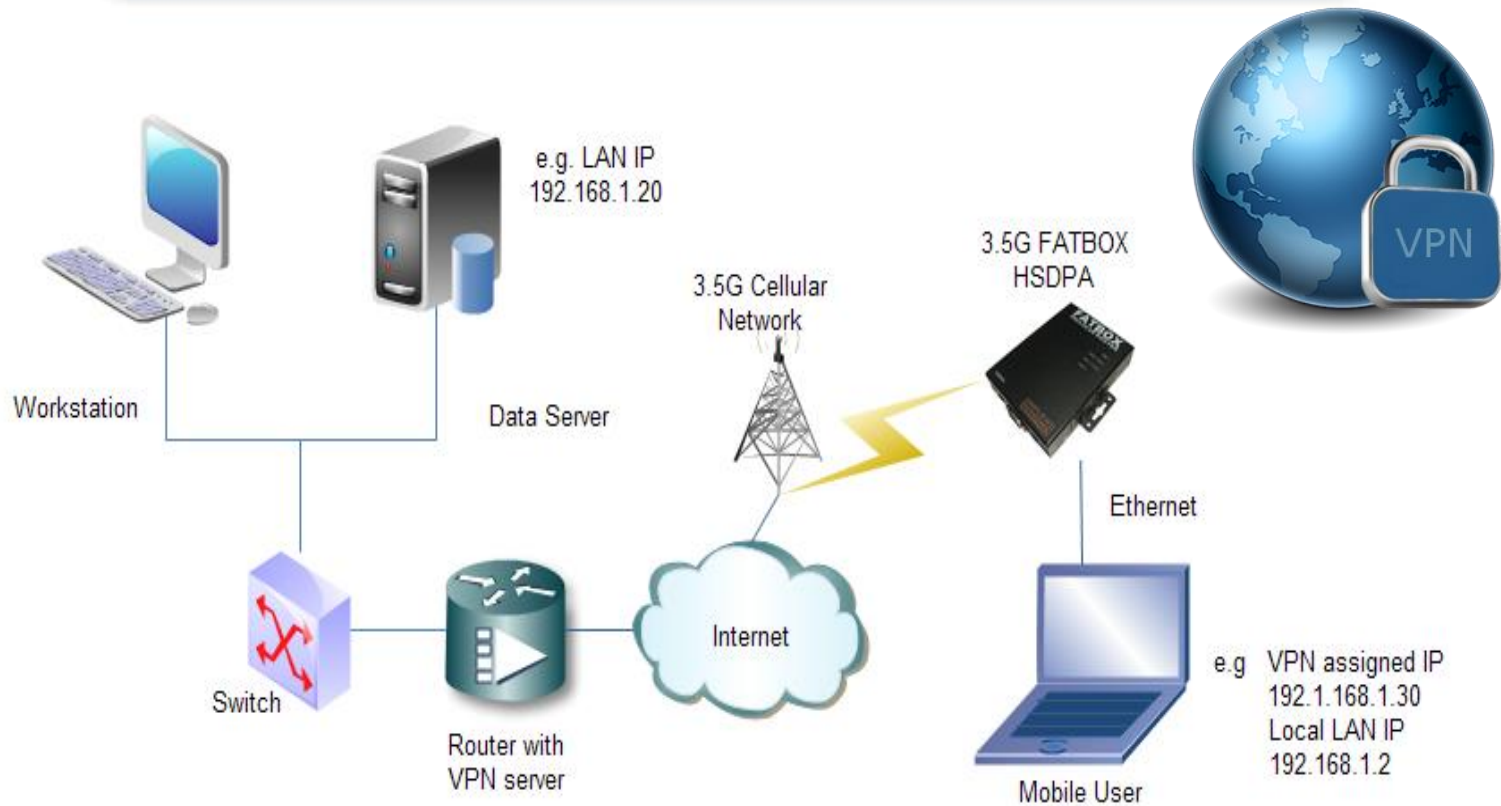 e.g. LAN IP
192.168.1.20
VPN
3.5G FATBOX
HSDPA
3.5G Cellular
Network
FATBOX
Workstation
Data Server
Ethernet
Internet
Switch
Router with
VPN server
e.g VPN assigned IP
192.1.168.1.30
Local LAN IP
192.168.1.2
Mobile User